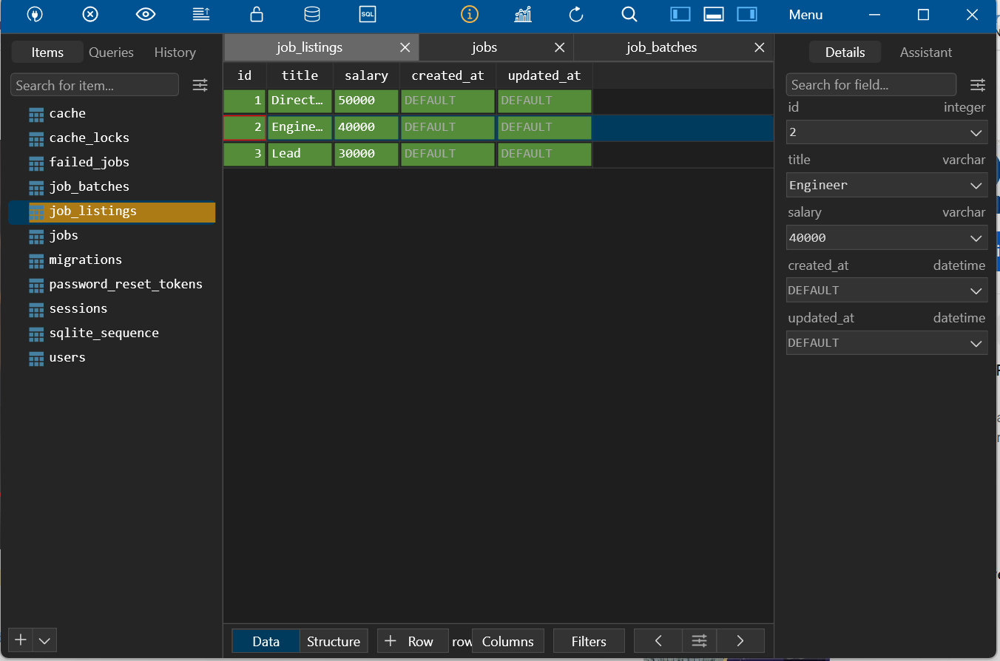 SQL Menu
Items Queries History
Search for item...
cache
cache_locks
failed_jobs
job_batches
job_listings
jobs
migrations
password_reset_tokens
sessions
sqlite_sequence
users
job_listings jobs job_batches
id title salary created_at updated_at
1 Direct… 50000 DEFAULT DEFAULT
2 Engine… 40000 DEFAULT DEFAULT
3 Lead 30000 DEFAULT DEFAULT
Data Structure + Row row Columns Filters
Details Assistant
Search for field...
id integer
2
title varchar
Engineer
salary varchar
40000
created_at datetime
DEFAULT
updated_at datetime
DEFAULT